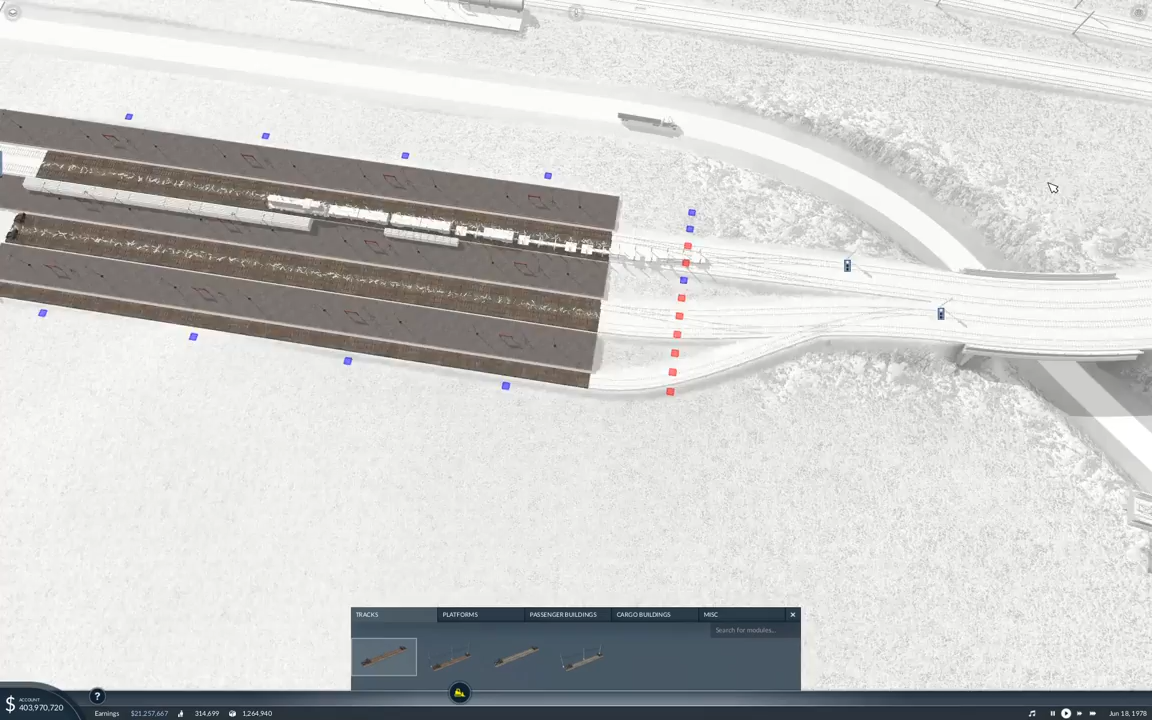 TRACKS
PLATFORMS
PASSENGER BUILDINGS
CARGO BUILDINGS
MISC
Search for modules...
$
ACCOUNT
403,970,720
?
Earnings $21,257,667 314,699 1,264,940
Jun 18, 1978